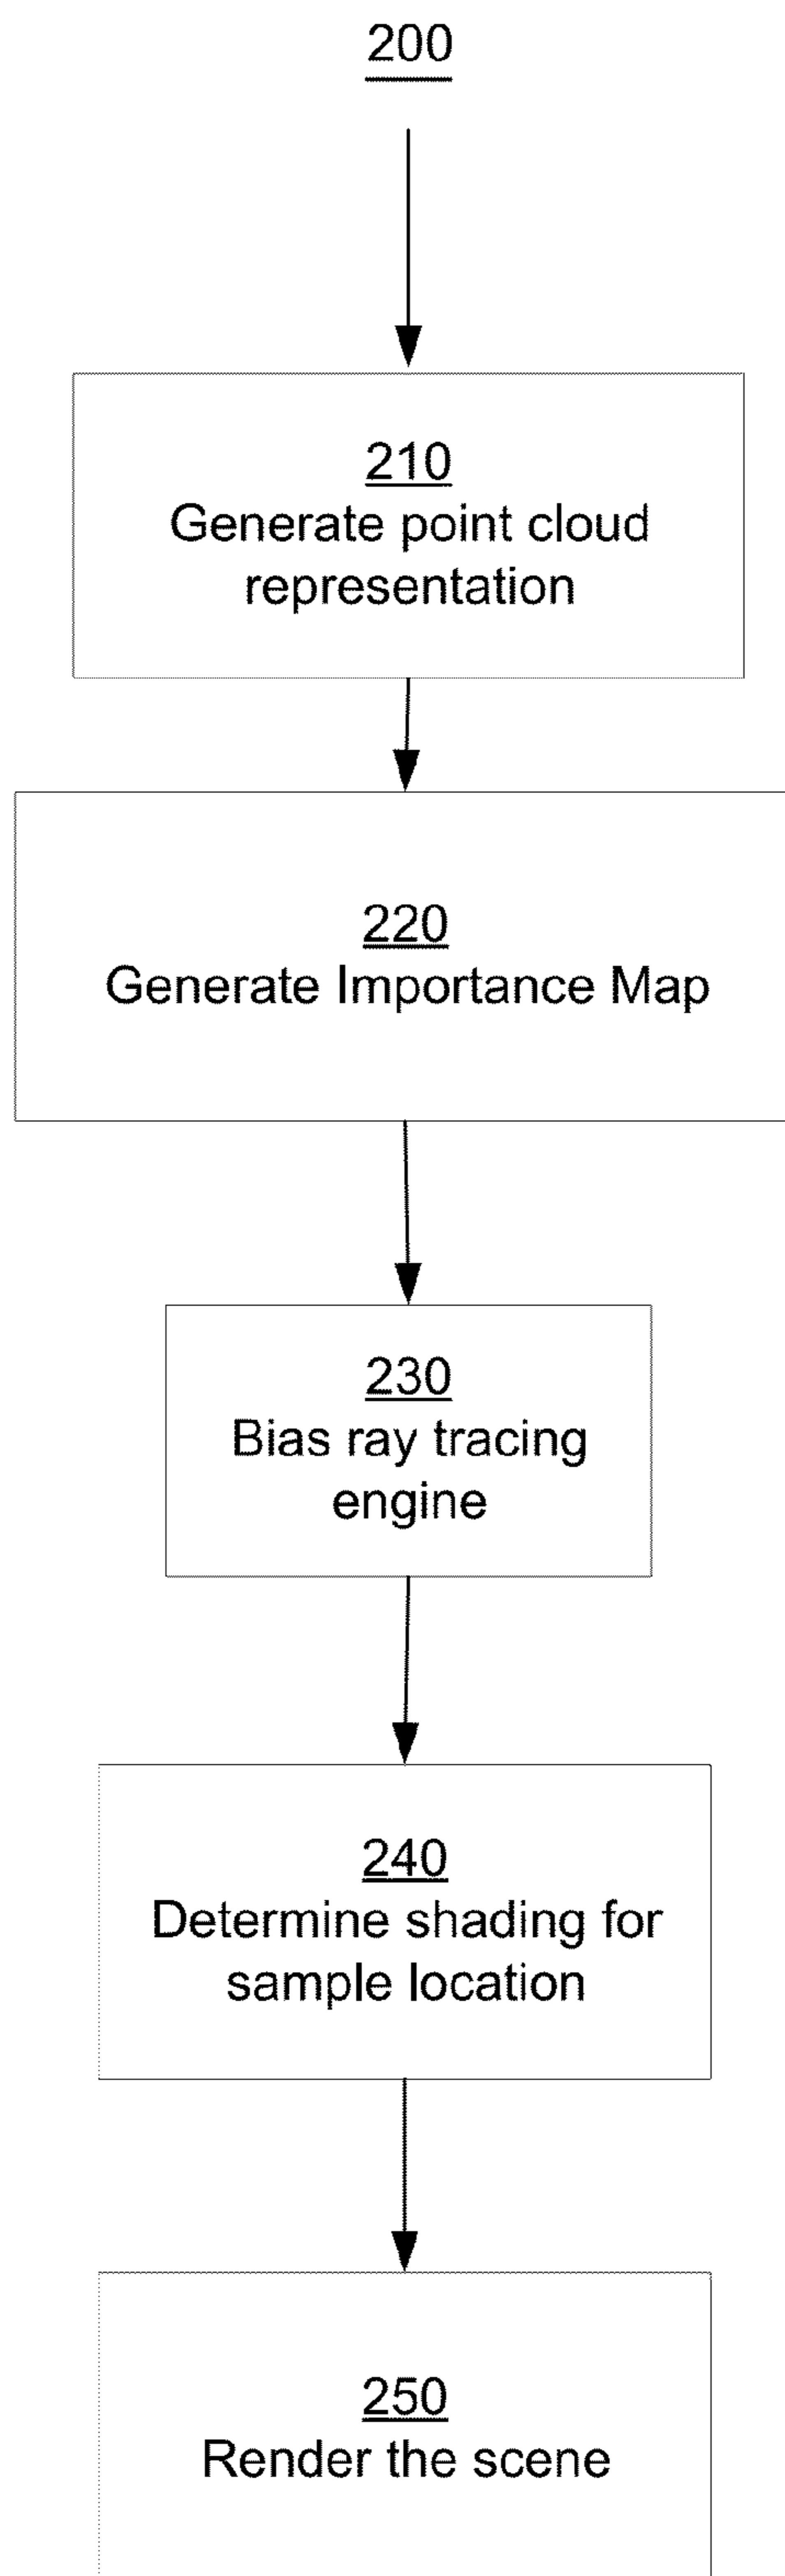 200
210
Generate point cloud
representation
220
Generate Importance Map
230
Bias ray tracing
engine
240
Determine shading for
sample location
250
Render the scene